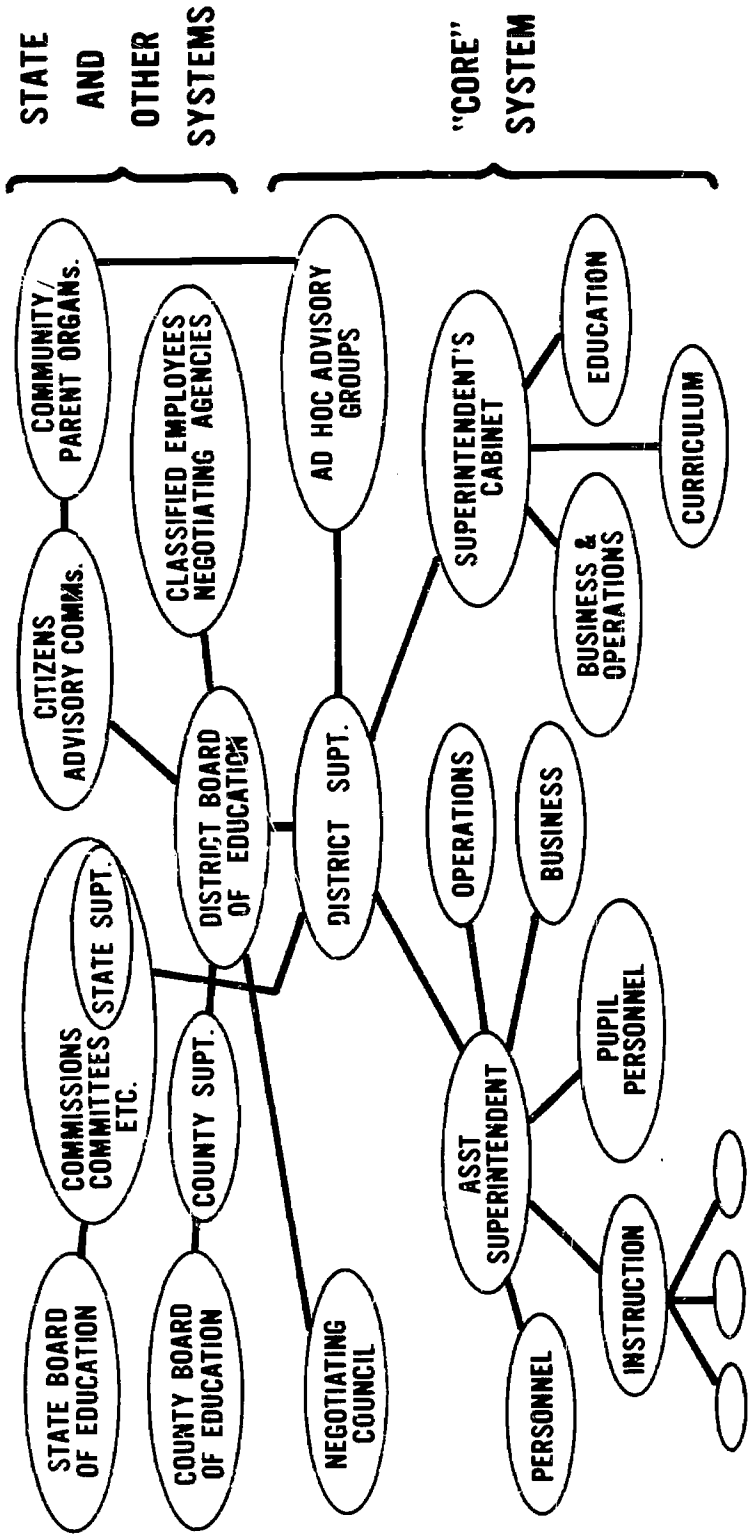 STATE BOARD
OF EDUCATION
COMMISSIONS
COMMITTEES
ETC.
STATE SUPT.
CITIZENS
ADVISORY COMMs.
COMMUNITY/
PARENT ORGANs.
STATE
AND
OTHER
SYSTEMS
COUNTY BOARD
OF EDUCATION
COUNTY SUPT.
DISTRICT BOARD
OF EDUCATION
CLASSIFIED EMPLOYEES
NEGOTIATING AGENCIES
NEGOTIATING
COUNCIL
DISTRICT SUPT.
AD HOC ADVISORY
GROUPS
"CORE"
SYSTEM
ASST
SUPERINTENDENT
OPERATIONS
BUSINESS
SUPERINTENDENT'S
CABINET
PERSONNEL
INSTRUCTION
PUPIL
PERSONNEL
BUSINESS &
OPERATIONS
EDUCATION
CURRICULUM